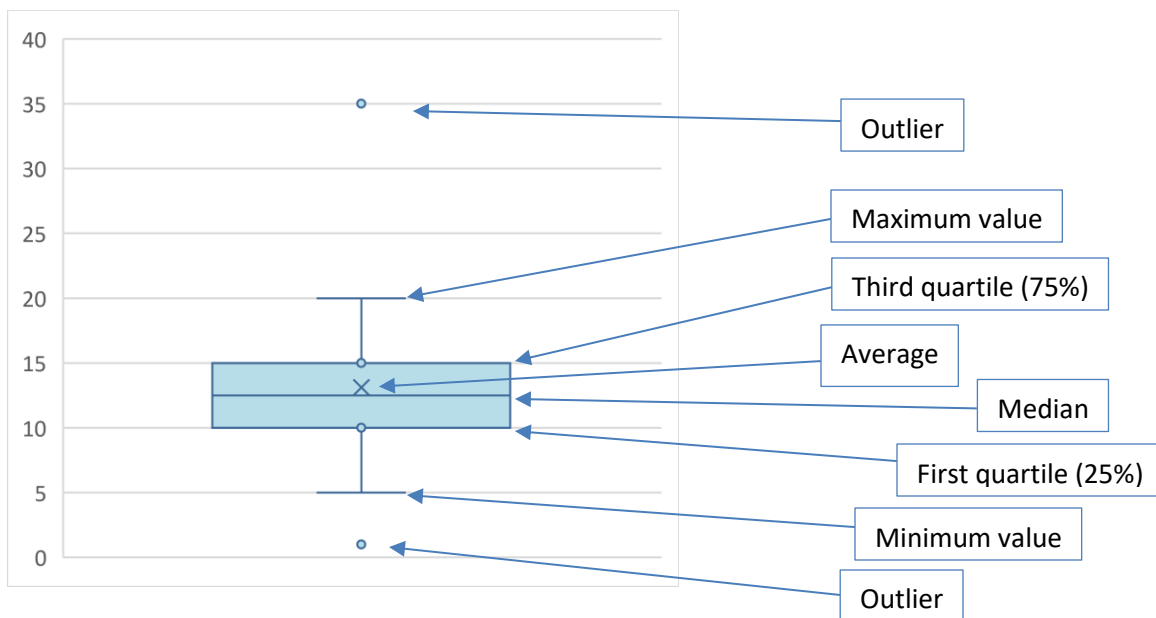 40
35
Outlier
30
25
Maximum value
20
Third quartile (75%)
15
Average
Median
10
First quartile (25%)
5
Minimum value
0
Outlier